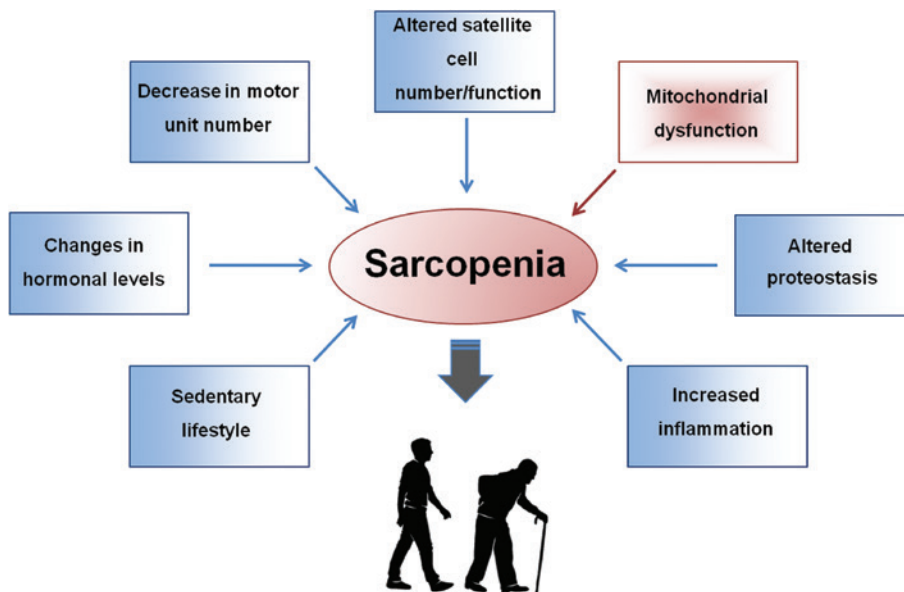 Altered satellite
cell
number/function
Decrease in motor
unit number
Mitochondrial
dysfunction
Changes in
hormonal levels
Sarcopenia
Altered
proteostasis
Sedentary
lifestyle
Increased
inflammation